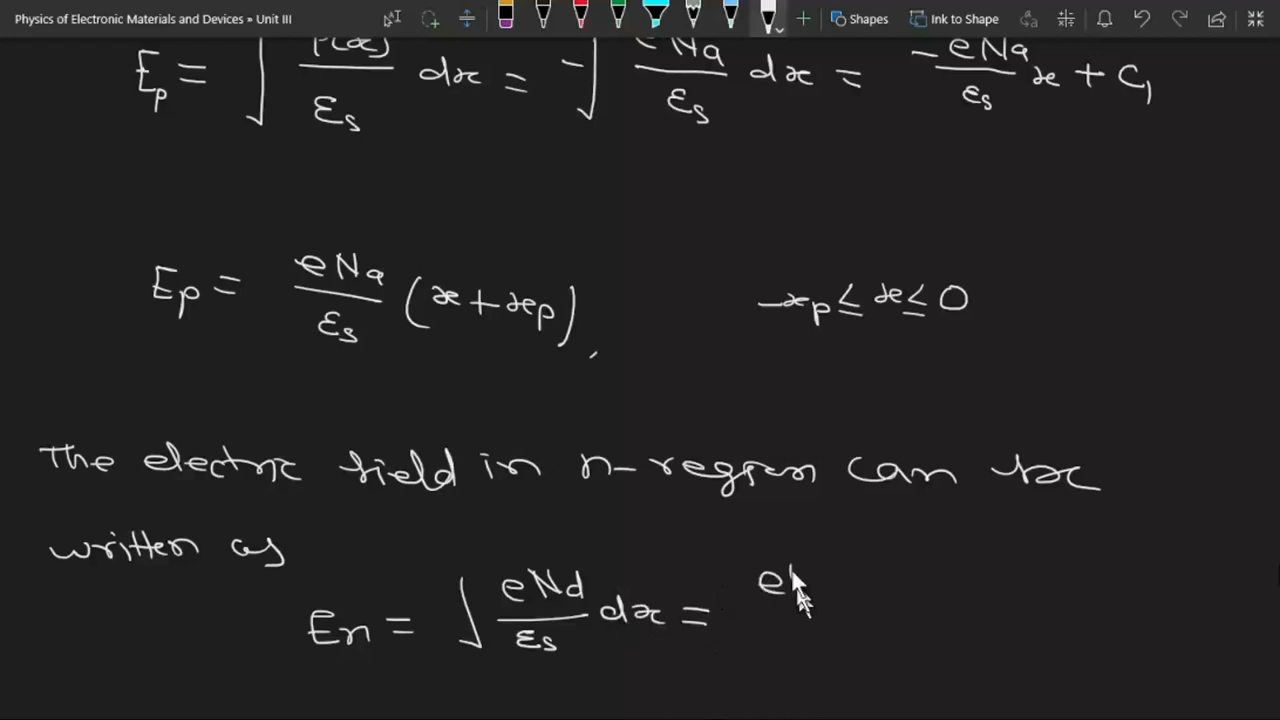 Physics of Electronic Materials and Devices » Unit III
Shapes
Ink to Shape
Ep = ∫ ρ(x)/εs dx = -∫ eNa/εs dx = -eNa/εs x + C1
Ep = eNa/εs (x + xp), -xp ≤ x ≤ 0
The electric field in n-region can be
written as
En = ∫ eNd/εs dx = e